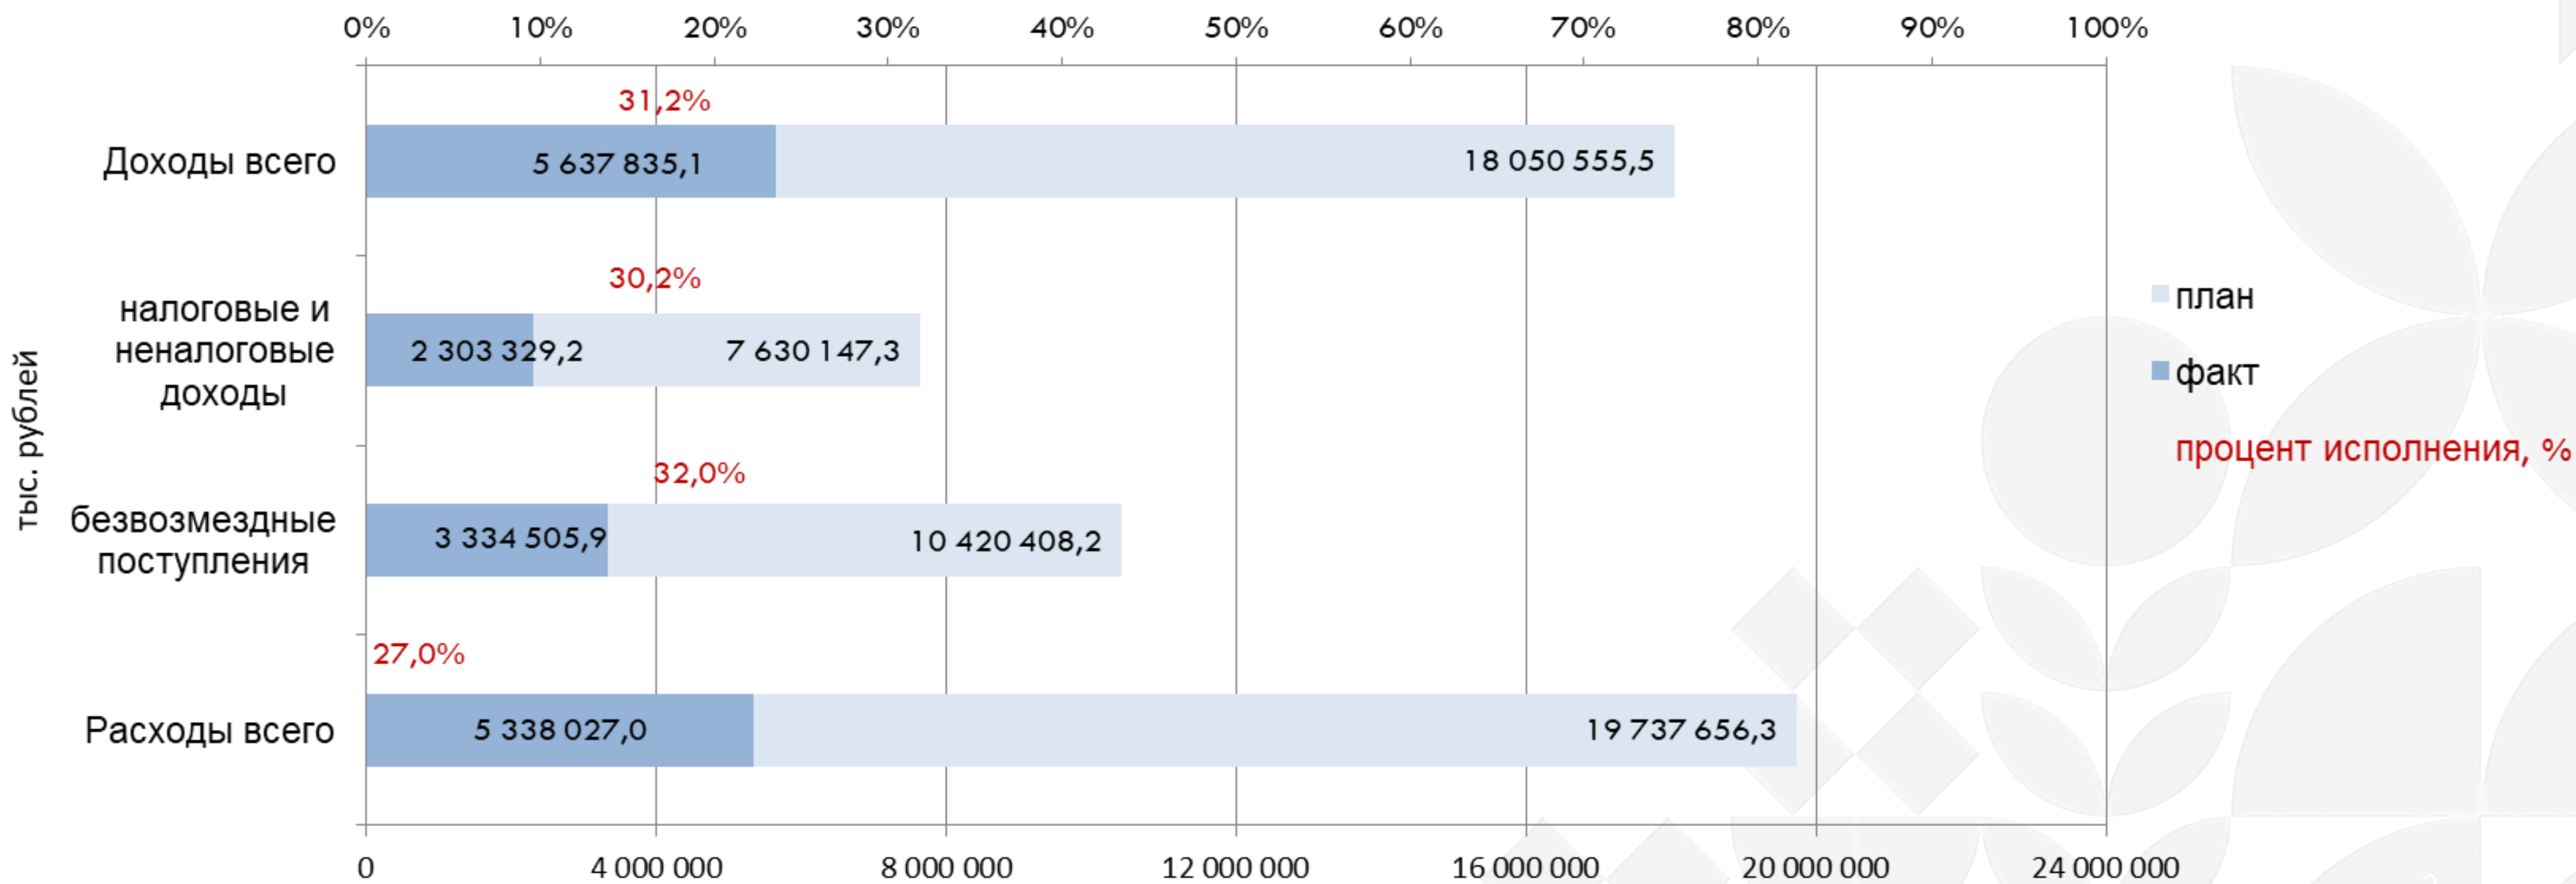 0% 10% 20% 30% 40% 50% 60% 70% 80% 90% 100%
31,2%
Доходы всего
5 637 835,1
18 050 555,5
30,2%
налоговые и
неналоговые
доходы
2 303 329,2
7 630 147,3
32,0%
безвозмездные
поступления
3 334 505,9
10 420 408,2
27,0%
Расходы всего
5 338 027,0
19 737 656,3
0 4 000 000 8 000 000 12 000 000 16 000 000 20 000 000 24 000 000
тыс. рублей
план
факт
процент исполнения, %